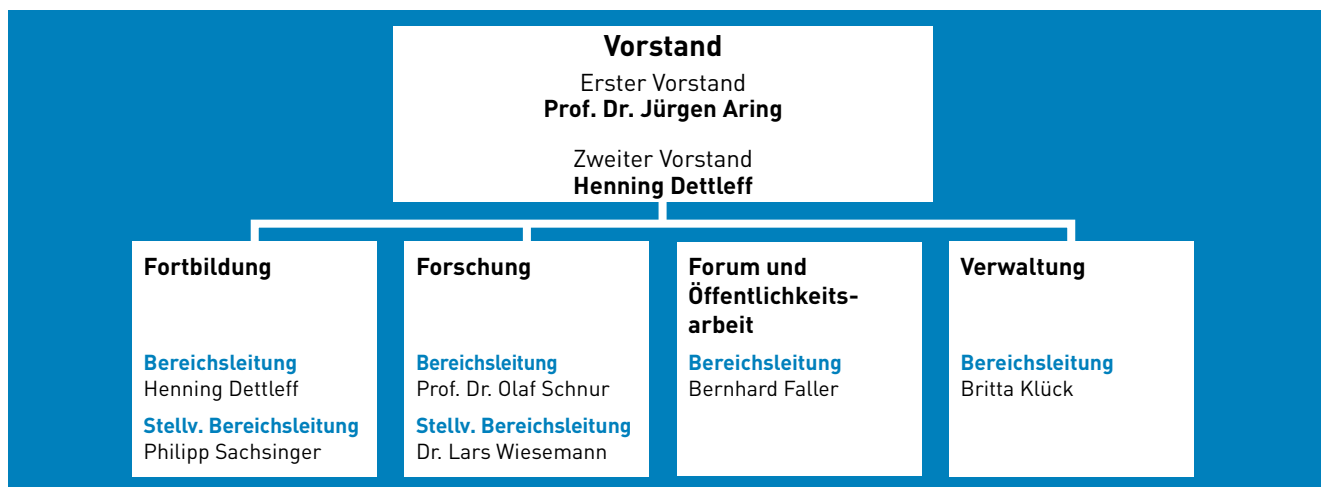 Vorstand
Erster Vorstand
Prof. Dr. Jürgen Aring
Zweiter Vorstand
Henning Dettleff
Fortbildung
Bereichsleitung
Henning Dettleff
Stellv. Bereichsleitung
Philipp Sachsinger
Forschung
Bereichsleitung
Prof. Dr. Olaf Schnur
Stellv. Bereichsleitung
Dr. Lars Wiesemann
Forum und
Öffentlichkeits-
arbeit
Bereichsleitung
Bernhard Faller
Verwaltung
Bereichsleitung
Britta Klück